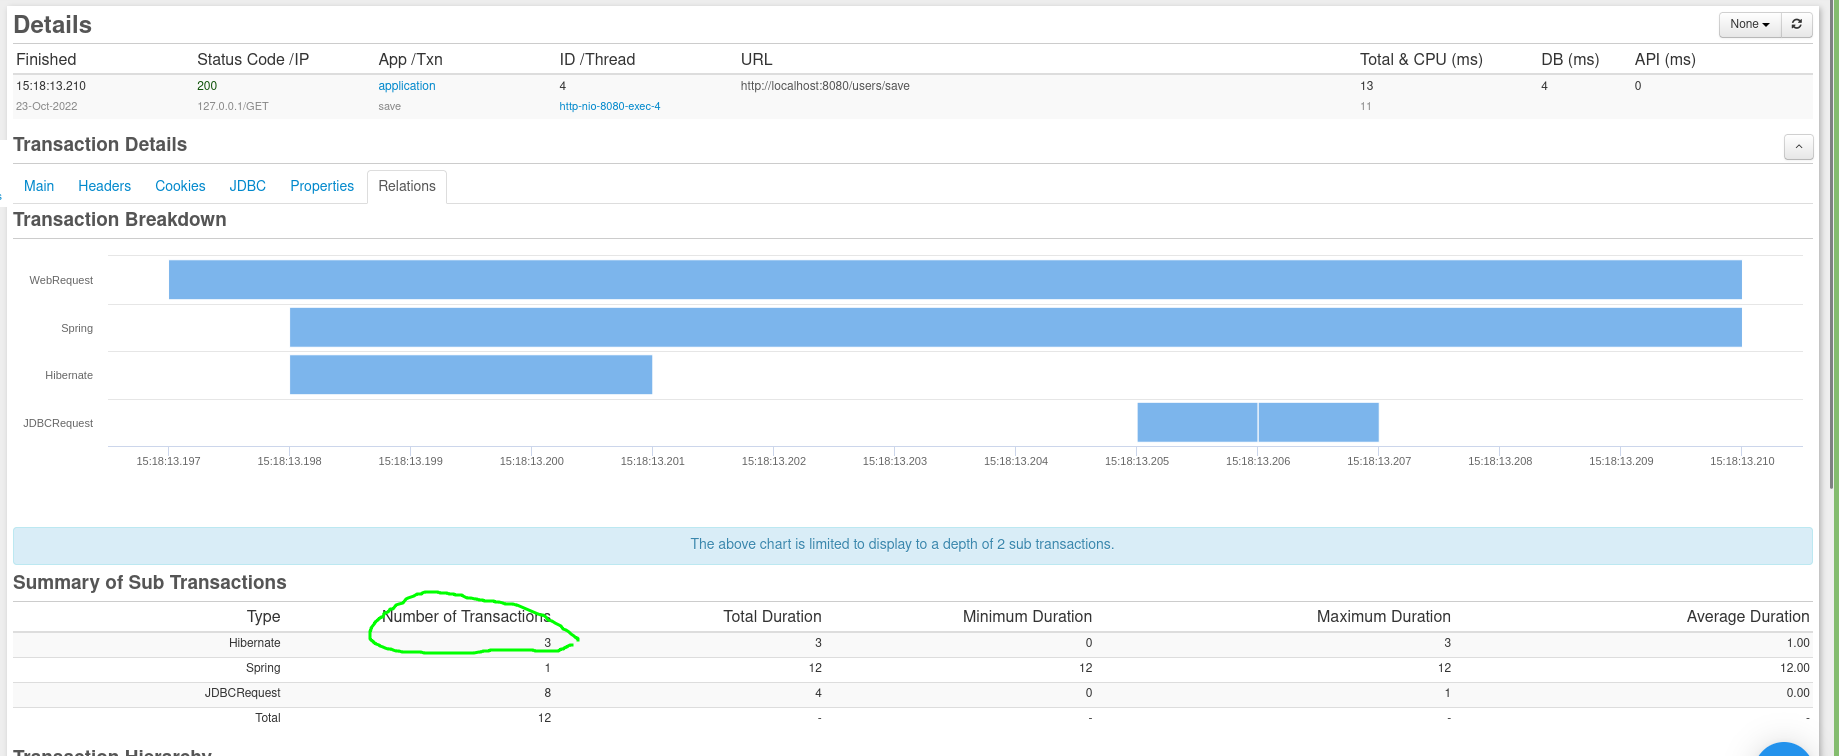 Details
None
Finished Status Code /IP App /Txn ID /Thread URL Total & CPU (ms) DB (ms) API (ms)
15:18:13.210 200 application 4 http://localhost:8080/users/save 13 4 0
23-Oct-2022 127.0.0.1/GET save http-nio-8080-exec-4 11
Transaction Details
Main Headers Cookies JDBC Properties Relations
Transaction Breakdown
WebRequest
Spring
Hibernate
JDBCRequest
15:18:13.197 15:18:13.198 15:18:13.199 15:18:13.200 15:18:13.201 15:18:13.202 15:18:13.203 15:18:13.204 15:18:13.205 15:18:13.206 15:18:13.207 15:18:13.208 15:18:13.209 15:18:13.210
The above chart is limited to display to a depth of 2 sub transactions.
Summary of Sub Transactions
Type Number of Transactions Total Duration Minimum Duration Maximum Duration Average Duration
Hibernate 3 3 0 3 1.00
Spring 1 12 12 12 12.00
JDBCRequest 8 4 0 1 0.00
Total 12 - - - -
Transaction Hierarchy